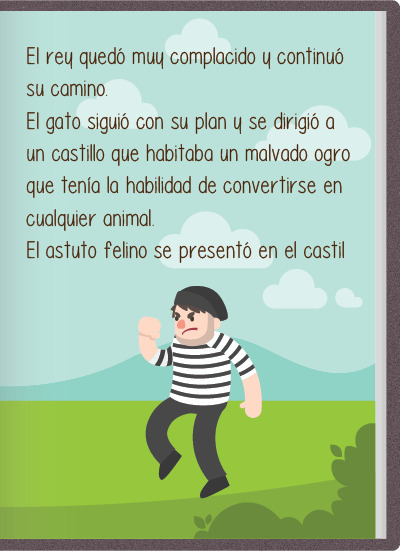 El rey quedó muy complacido y continuó
su camino.
El gato siguió con su plan y se dirigió a
un castillo que habitaba un malvado ogro
que tenía la habilidad de convertirse en
cualquier animal.
El astuto felino se presentó en el castil